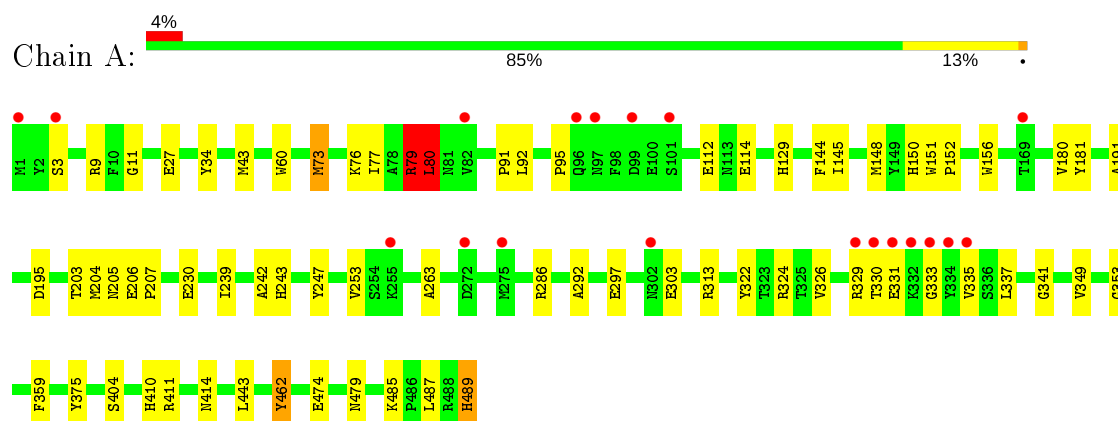 4%
Chain A:
85% 13% •
M1 Y2 S3 R9 F10 G11 E27 Y34 M43 W60 M73 K76 I77 A78 R79 L80 N81 V82 P91 L92 P95 Q96 N97 F98 D99 E100 S101 E112 N113 E114 H129 F144 I145 M148 Y149 H150 W151 P152 W156 T169 V180 Y181 A191
D195 T203 M204 N205 E206 P207 E230 I239 A242 H243 Y247 V253 S254 K255 A263 D272 M275 R286 A292 E297 N302 E303 R313 Y322 T323 R324 T325 V326 R329 T330 E331 K332 G333 Y334 V335 S336 L337 G341 V349
F359 Y375 S404 H410 R411 N414 L443 Y462 E474 N479 K485 P486 L487 R488 H489